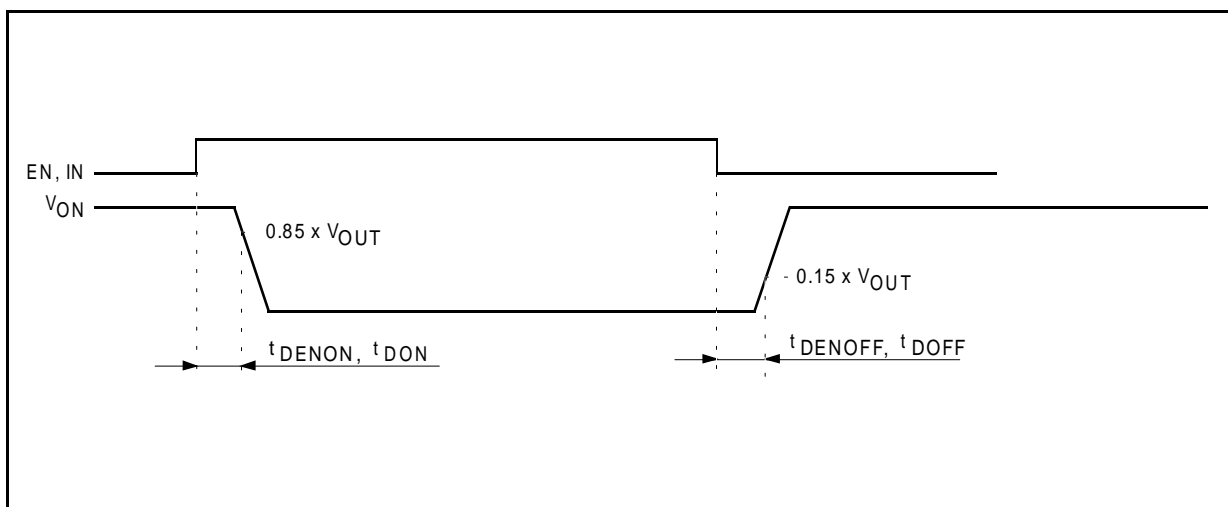 EN, IN
VON
0.85 x VOUT
- 0.15 x VOUT
tDENON, tDON
tDENOFF, tDOFF